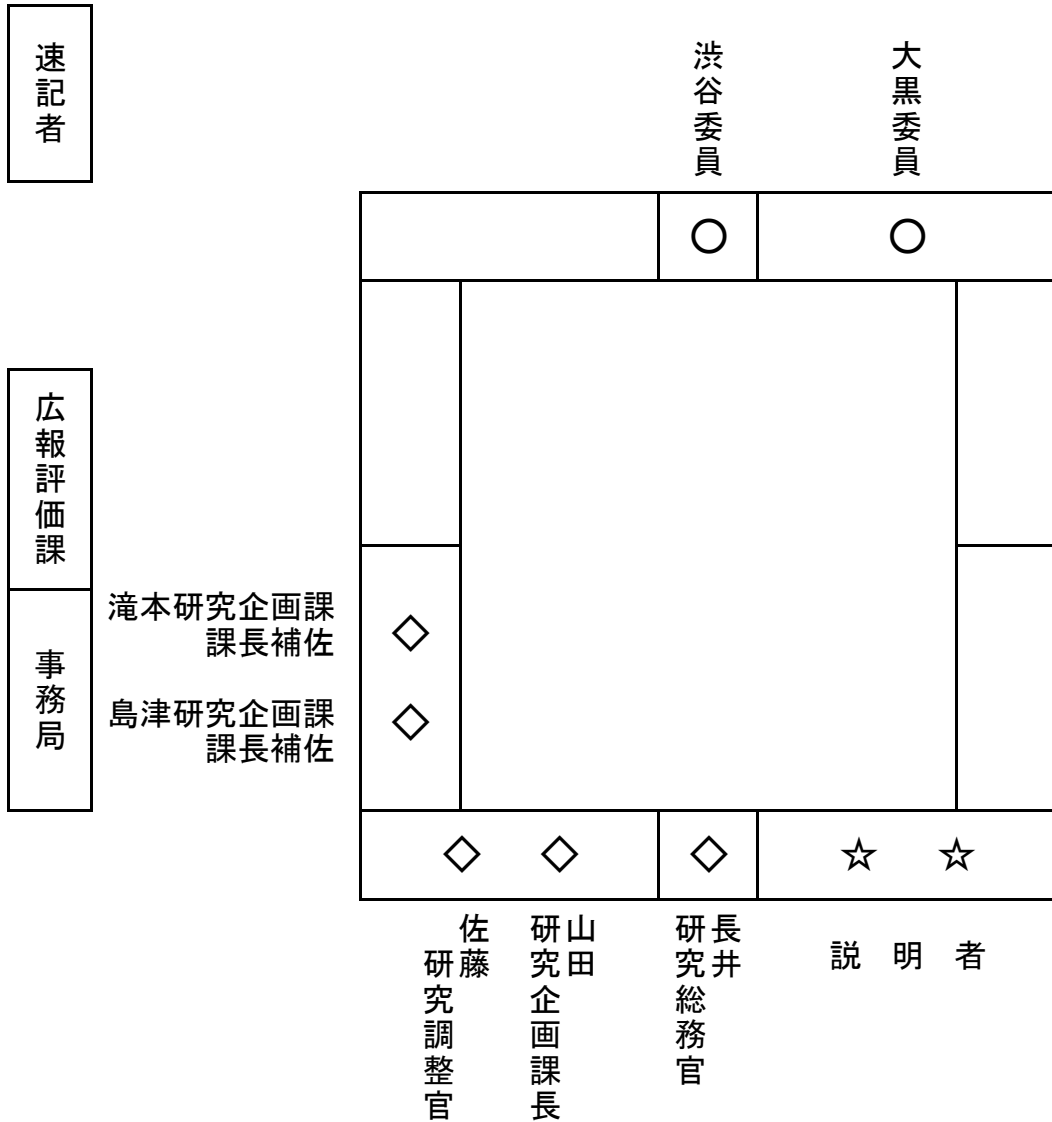 速記者
渋谷委員
大黒委員
○
○
広報評価課
事務局
滝本研究企画課
課長補佐
◇
島津研究企画課
課長補佐
◇
◇
◇
◇
☆
☆
佐藤
研究調整官
山田
研究企画課長
長井
研究総務官
説明者